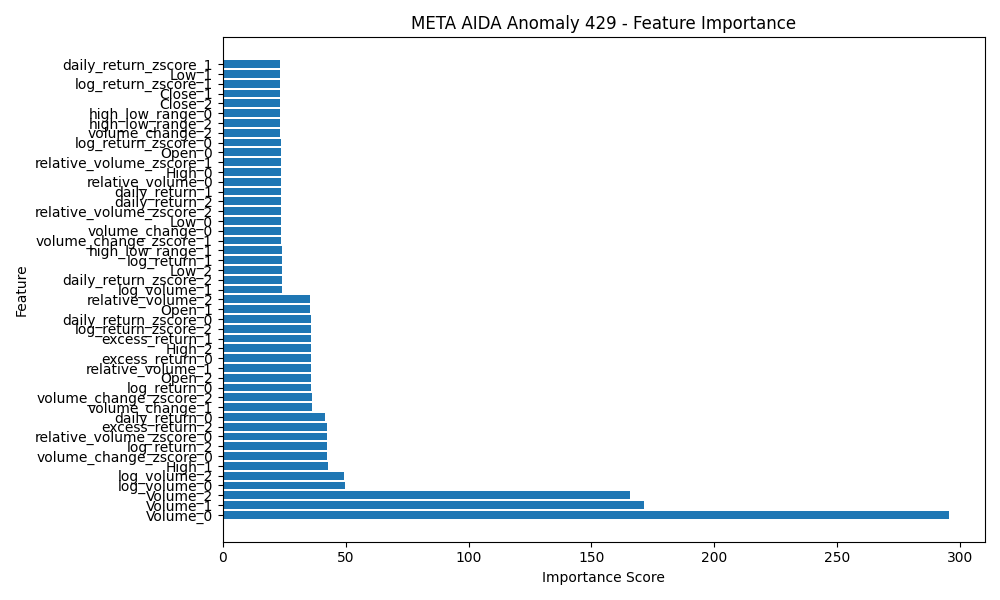 META AIDA Anomaly 429 - Feature Importance
daily_return_zscore_1
Low_1
log_return_zscore_1
Close_1
Close_2
high_low_range_0
high_low_range_2
volume_change_2
log_return_zscore_0
Open_0
relative_volume_zscore_1
High_0
relative_volume_0
daily_return_1
daily_return_2
relative_volume_zscore_2
Low_0
volume_change_0
volume_change_zscore_1
high_low_range_1
log_return_1
Low_2
daily_return_zscore_2
log_volume_1
relative_volume_2
Open_1
daily_return_zscore_0
log_return_zscore_2
excess_return_1
High_2
excess_return_0
relative_volume_1
Open_2
log_return_0
volume_change_zscore_2
volume_change_1
daily_return_0
excess_return_2
relative_volume_zscore_0
log_return_2
volume_change_zscore_0
High_1
log_volume_2
log_volume_0
Volume_2
Volume_1
Volume_0
Feature
0 50 100 150 200 250 300
Importance Score